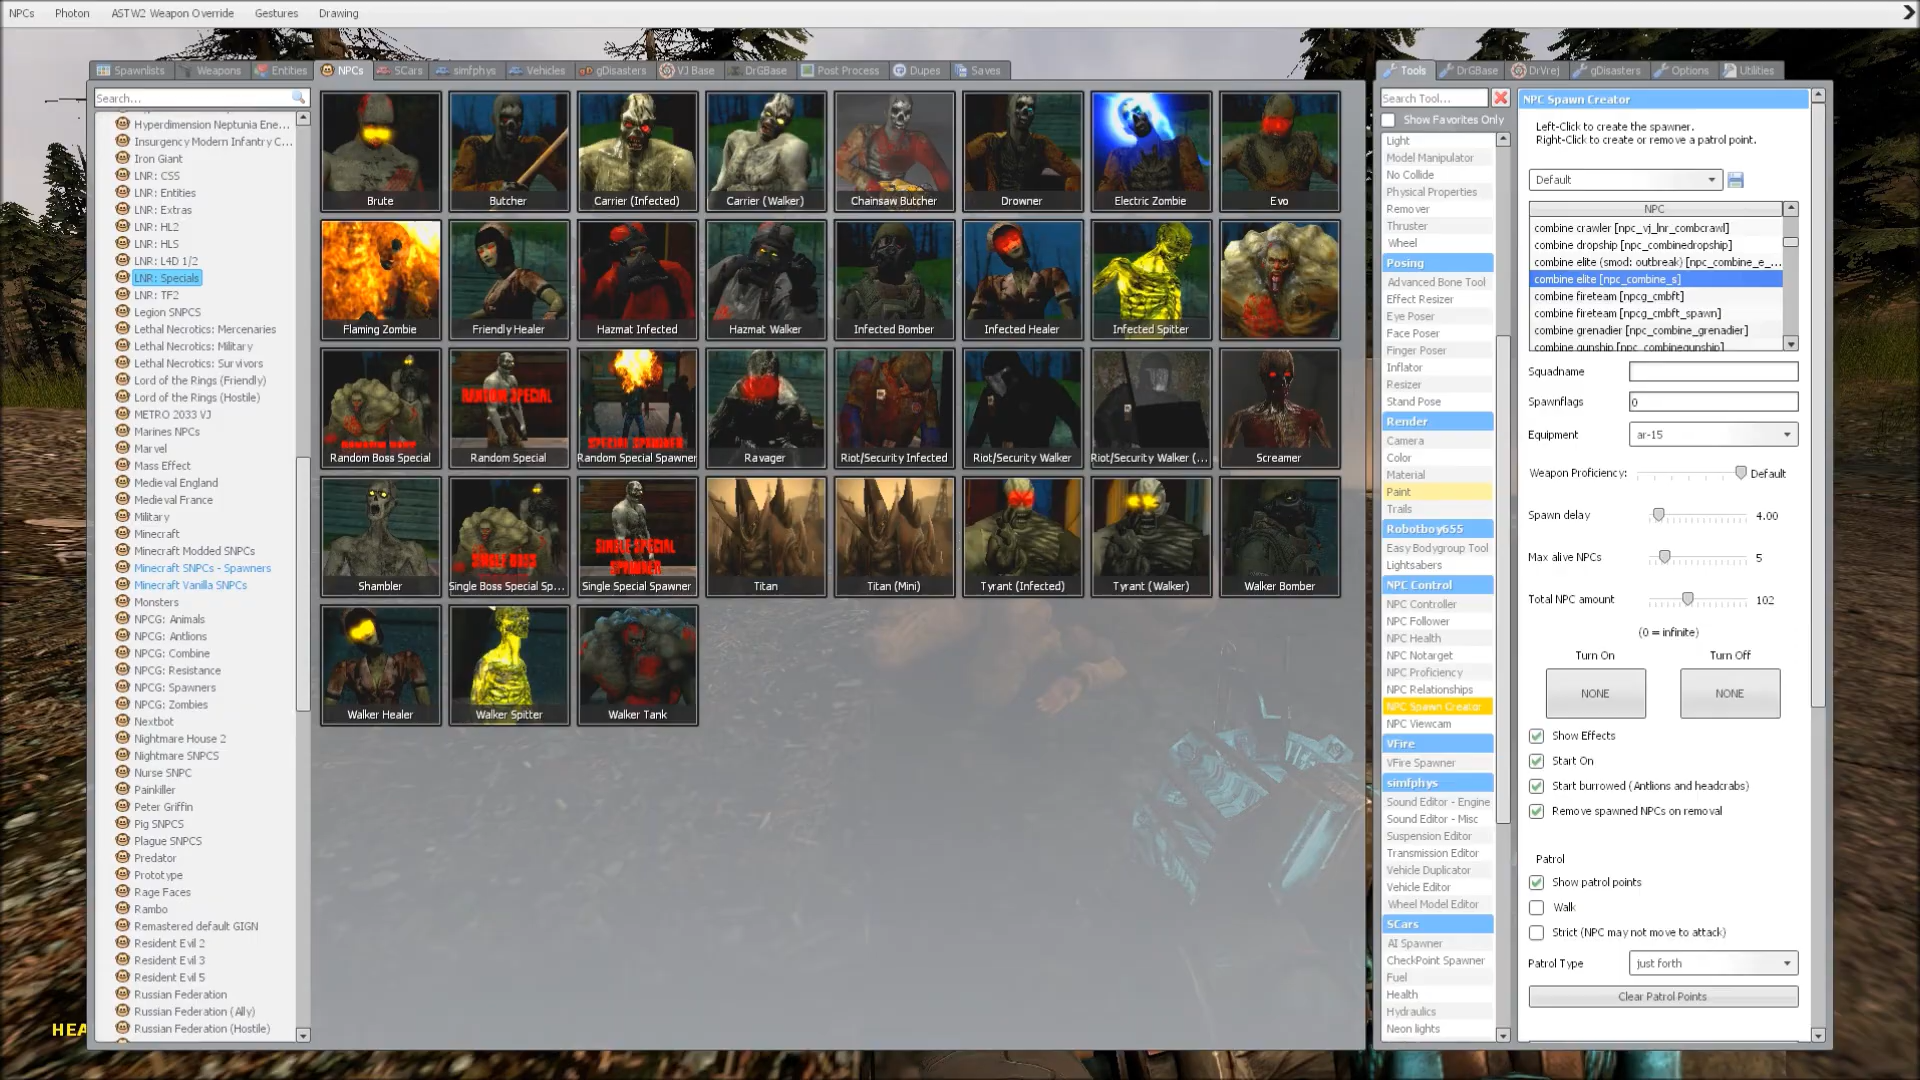 NPCs Photon ASTW2 Weapon Override Gestures Drawing
Spawnlists Weapons Entities NPCs SCars simfphys Vehicles gDisasters VJ Base DrGBase Post Process Dupes Saves
Search...
Hyperdimension Neptunia Ene...
Insurgency Modern Infantry C...
Iron Giant
LNR: CSS
LNR: Entities
LNR: Extras
LNR: HL2
LNR: HLS
LNR: L4D 1/2
LNR: Specials
LNR: TF2
Legion SNPCS
Lethal Necrotics: Mercenaries
Lethal Necrotics: Military
Lethal Necrotics: Survivors
Lord of the Rings (Friendly)
Lord of the Rings (Hostile)
METRO 2033 VJ
Marines NPCs
Marvel
Mass Effect
Medieval England
Medieval France
Military
Minecraft
Minecraft Modded SNPCs
Minecraft SNPCs - Spawners
Minecraft Vanilla SNPCs
Monsters
NPCG: Animals
NPCG: Antlions
NPCG: Combine
NPCG: Resistance
NPCG: Spawners
NPCG: Zombies
Nextbot
Nightmare House 2
Nightmare SNPCS
Nurse SNPC
Painkiller
Peter Griffin
Pig SNPCS
Plague SNPCS
Predator
Prototype
Rage Faces
Rambo
Remastered default GIGN
Resident Evil 2
Resident Evil 3
Resident Evil 5
Russian Federation
Russian Federation (Ally)
Russian Federation (Hostile)
HEA
Brute Butcher Carrier (Infected) Carrier (Walker) Chainsaw Butcher Drowner Electric Zombie Evo
Flaming Zombie Friendly Healer Hazmat Infected Hazmat Walker Infected Bomber Infected Healer Infected Spitter
RANDOM SPECIAL
SPECIAL SPAWNER
Random Boss Special Random Special Random Special Spawner Ravager Riot/Security Infected Riot/Security Walker Riot/Security Walker (... Screamer
SINGLE BOSS
SINGLE SPECIAL
SPAWNER
Shambler Single Boss Special Sp... Single Special Spawner Titan Titan (Mini) Tyrant (Infected) Tyrant (Walker) Walker Bomber
Walker Healer Walker Spitter Walker Tank
Tools DrGBase DrVrej gDisasters Options Utilities
Search Tool...
Show Favorites Only
Light
Model Manipulator
No Collide
Physical Properties
Remover
Thruster
Wheel
Posing
Advanced Bone Tool
Effect Resizer
Eye Poser
Face Poser
Finger Poser
Inflator
Resizer
Stand Pose
Render
Camera
Color
Material
Paint
Trails
Robotboy655
Easy Bodygroup Tool
Lightsabers
NPC Control
NPC Controller
NPC Follower
NPC Health
NPC Notarget
NPC Proficiency
NPC Relationships
NPC Spawn Creator
NPC Viewcam
VFire
VFire Spawner
simfphys
Sound Editor - Engine
Sound Editor - Misc
Suspension Editor
Transmission Editor
Vehicle Duplicator
Vehicle Editor
Wheel Model Editor
SCars
AI Spawner
CheckPoint Spawner
Fuel
Health
Hydraulics
Neon lights
NPC Spawn Creator
Left-Click to create the spawner.
Right-Click to create or remove a patrol point.
Default
NPC
combine crawler [npc_vj_lnr_combcrawl]
combine dropship [npc_combinedropship]
combine elite (smod: outbreak) [npc_combine_e_...
combine elite [npc_combine_s]
combine fireteam [npcg_cmbft]
combine fireteam [npcg_cmbft_spawn]
combine grenadier [npc_combine_grenadier]
combine gunship [npc_combinegunship]
Squadname
Spawnflags 0
Equipment ar-15
Weapon Proficiency: Default
Spawn delay 4.00
Max alive NPCs 5
Total NPC amount 102
(0 = infinite)
Turn On Turn Off
NONE NONE
Show Effects
Start On
Start burrowed (Antlions and headcrabs)
Remove spawned NPCs on removal
Patrol
Show patrol points
Walk
Strict (NPC may not move to attack)
Patrol Type just forth
Clear Patrol Points